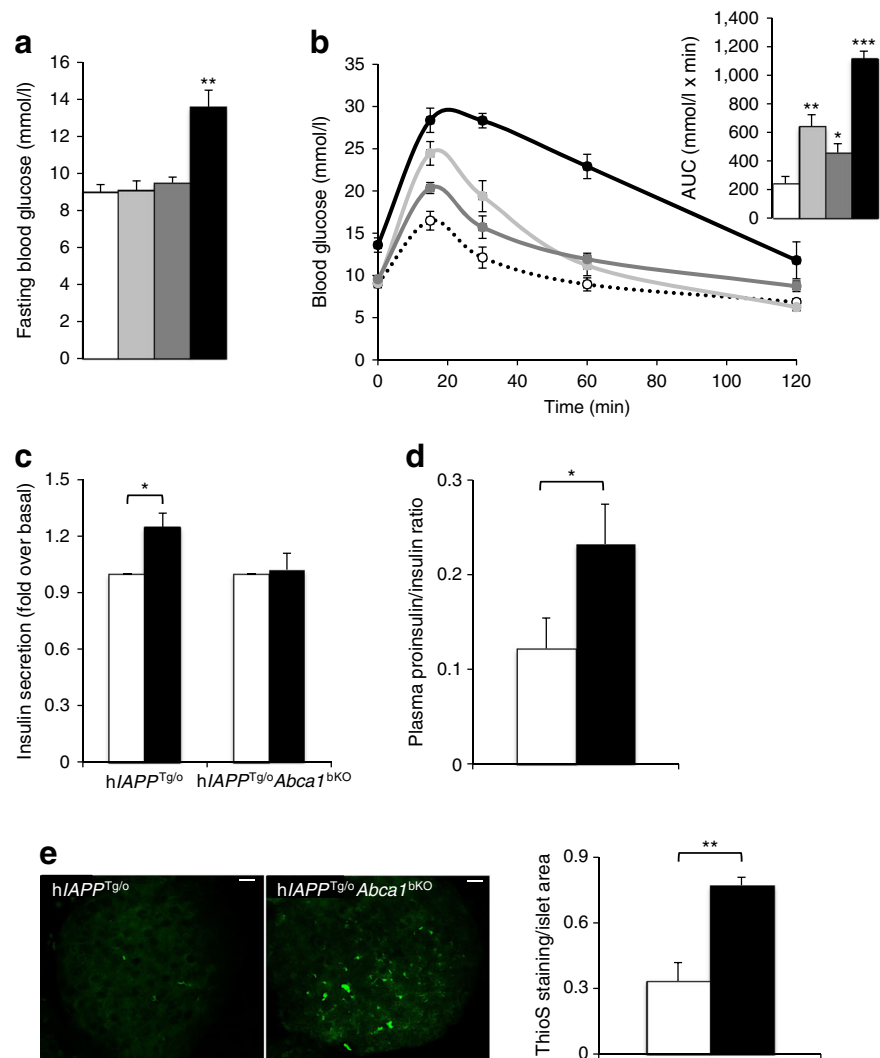 a
Fasting blood glucose (mmol/l)
16
14
12
10
8
6
4
2
0
**
b
Blood glucose (mmol/l)
35
30
25
20
15
10
5
0
0 20 40 60 80 100 120
Time (min)
AUC (mmol/l x min)
1,400
1,200
1,000
800
600
400
200
0
**
*
***
c
Insulin secretion (fold over basal)
1.5
1.2
0.9
0.6
0.3
0
*
hIAPPTg/o hIAPPTg/oAbca1bKO
d
Plasma proinsulin/insulin ratio
0.3
0.2
0.1
0
*
e
hIAPPTg/o
hIAPPTg/o Abca1bKO
ThioS staining/islet area
0.9
0.6
0.3
0
**